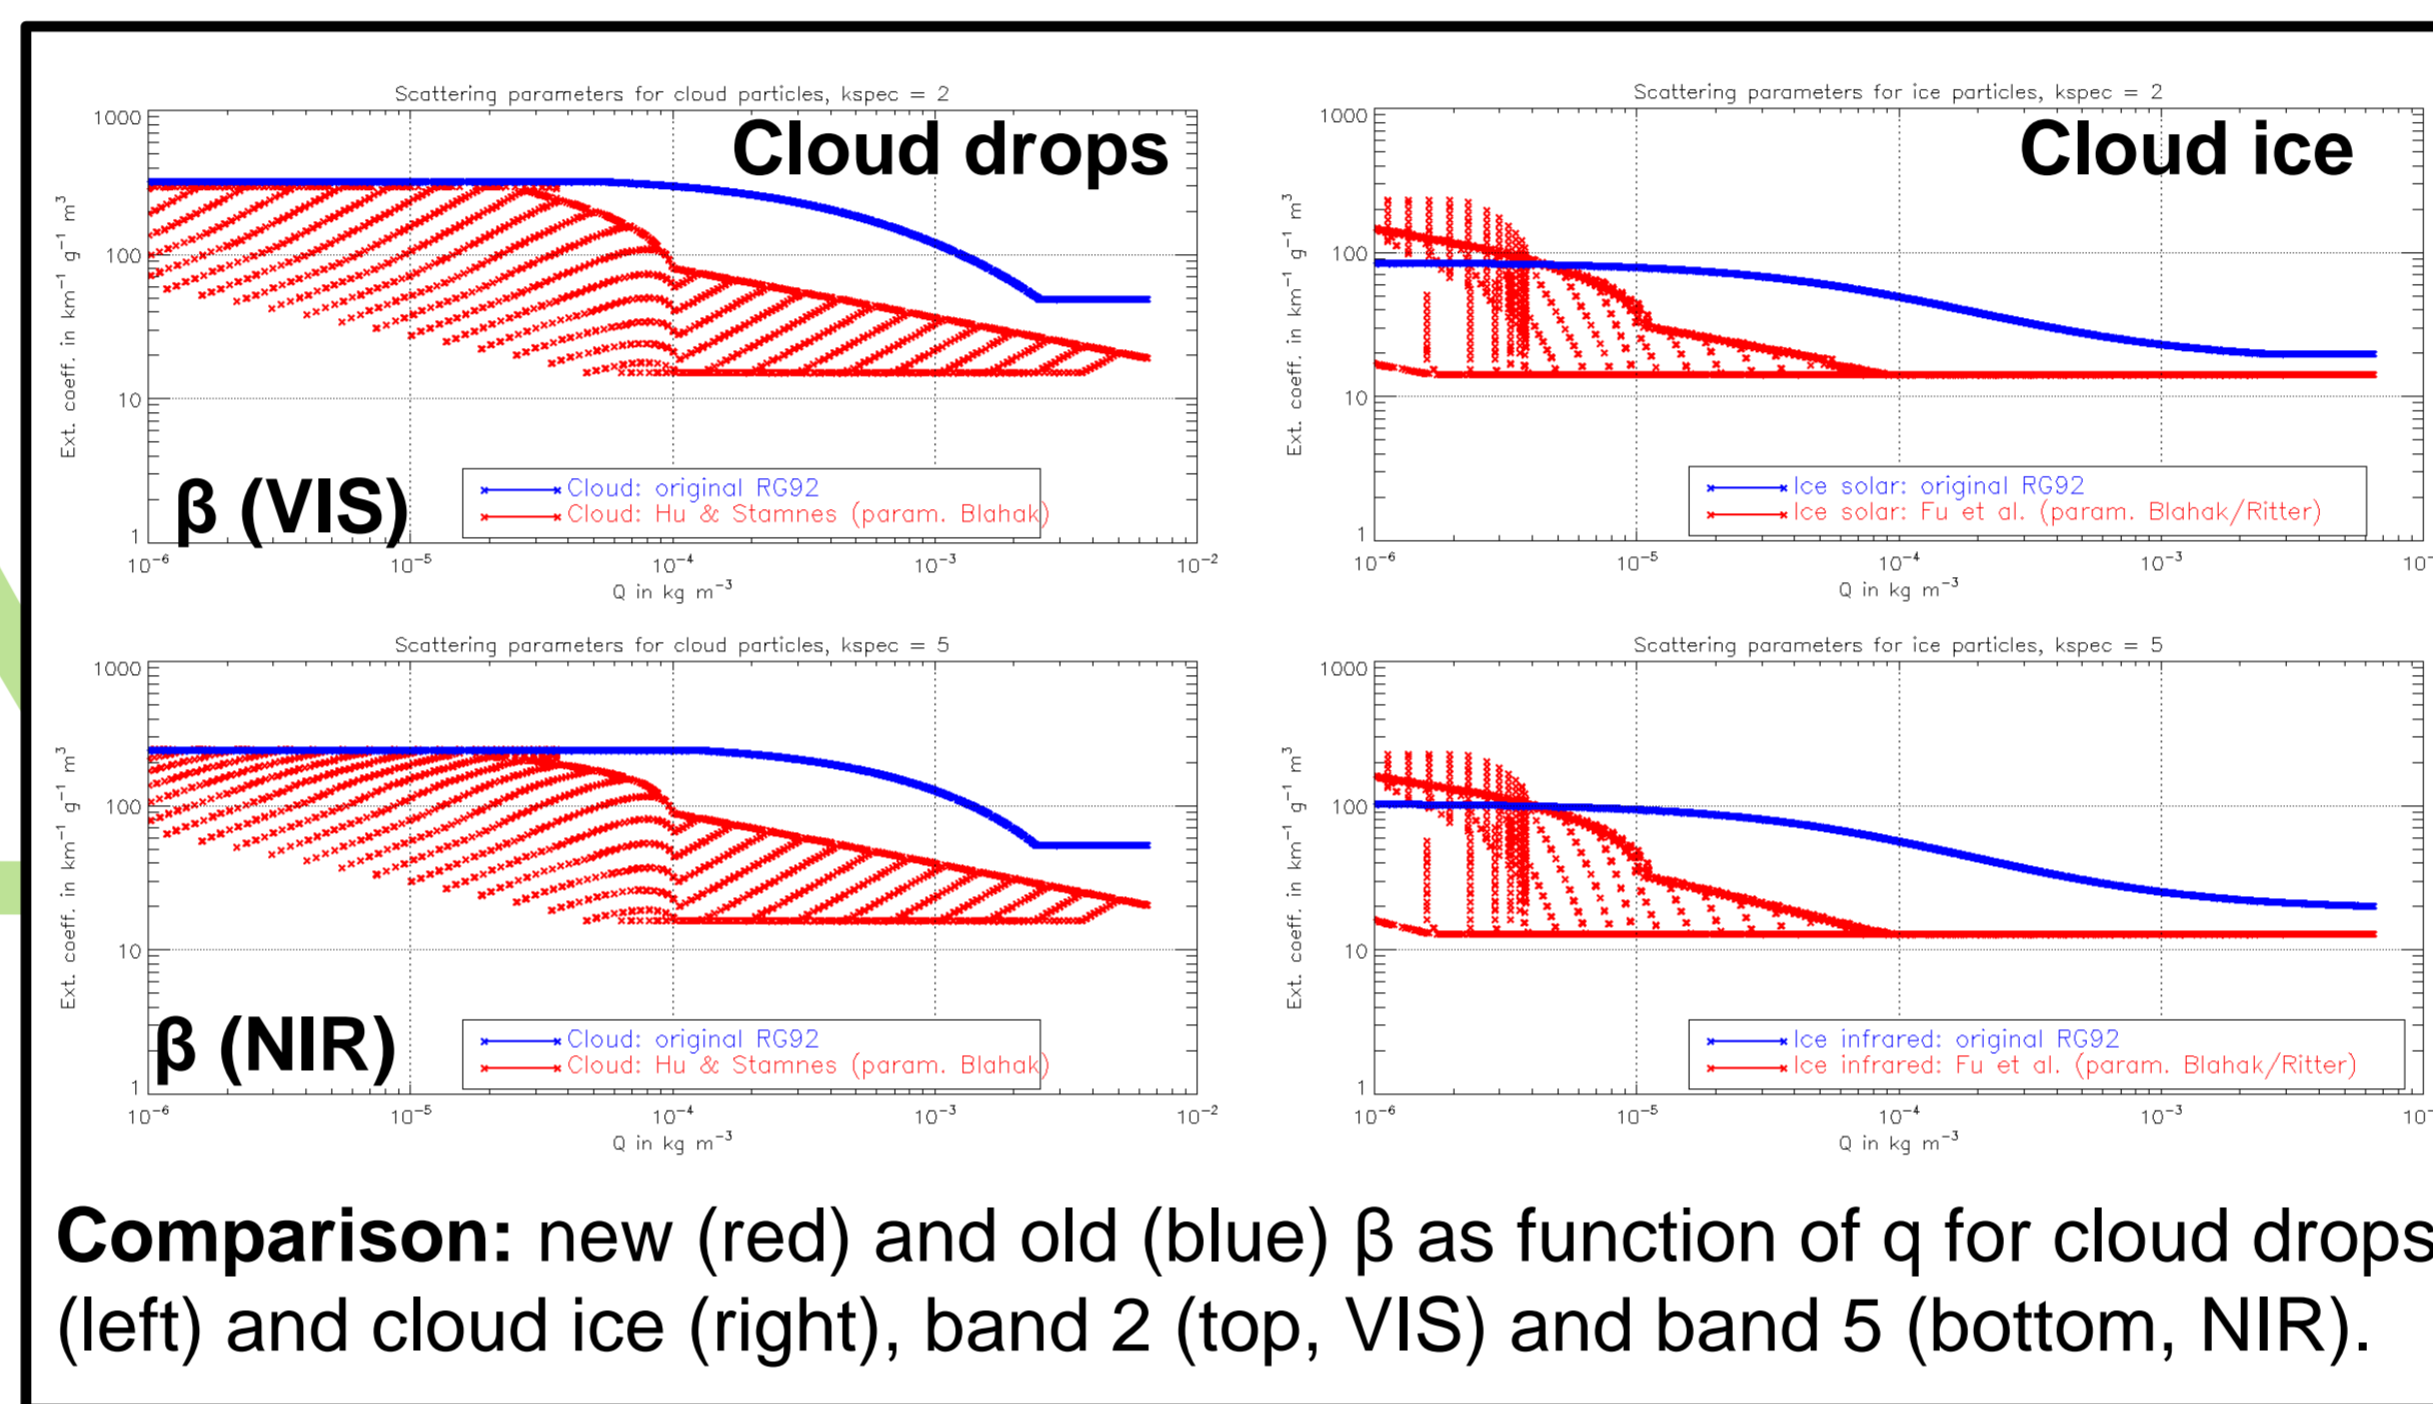 Scattering parameters for cloud particles, kspec = 2
Cloud drops
1000
100
10
1
Ext. coeff. in km⁻¹ g⁻¹ m³
β (VIS)
Cloud: original RG92
Cloud: Hu & Stamnes (param. Blahak)
10⁻⁶ 10⁻⁵ 10⁻⁴ 10⁻³ 10⁻²
Q in kg m⁻³
Scattering parameters for ice particles, kspec = 2
Cloud ice
1000
100
10
1
Ext. coeff. in km⁻¹ g⁻¹ m³
Ice solar: original RG92
Ice solar: Fu et al. (param. Blahak/Ritter)
10⁻⁶ 10⁻⁵ 10⁻⁴ 10⁻³
Q in kg m⁻³
Scattering parameters for cloud particles, kspec = 5
1000
100
10
1
Ext. coeff. in km⁻¹ g⁻¹ m³
β (NIR)
Cloud: original RG92
Cloud: Hu & Stamnes (param. Blahak)
10⁻⁶ 10⁻⁵ 10⁻⁴ 10⁻³ 10⁻²
Q in kg m⁻³
Scattering parameters for ice particles, kspec = 5
1000
100
10
1
Ext. coeff. in km⁻¹ g⁻¹ m³
Ice infrared: original RG92
Ice infrared: Fu et al. (param. Blahak/Ritter)
10⁻⁶ 10⁻⁵ 10⁻⁴ 10⁻³
Q in kg m⁻³
Comparison: new (red) and old (blue) β as function of q for cloud drops
(left) and cloud ice (right), band 2 (top, VIS) and band 5 (bottom, NIR).